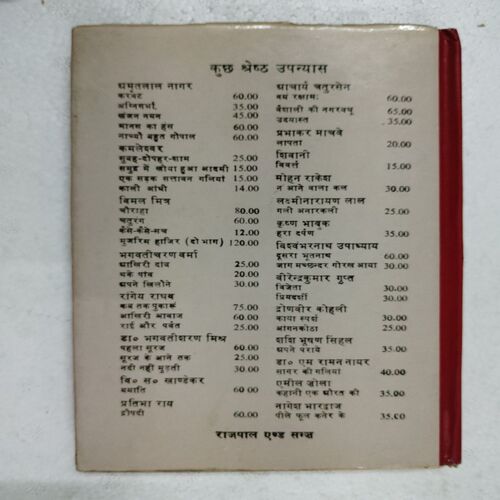 कुछ श्रेष्ठ उपन्यास
अमृतलाल नागर
करवट 60.00
अग्निगर्भा 35.00
खंजन नयन 45.00
मानस का हंस 60.00
नाच्यौ बहुत गोपाल 60.00
कमलेश्वर
सुबह-दोपहर-शाम 25.00
समुद्र में खोया हुआ आदमी 15.00
एक सड़क सत्तावन गलियाँ 15.00
काली आंधी 14.00
बिमल मित्र
चौराहा 80.00
चतुरंग 60.00
कैसे-कैसे-सच 12.00
मुजरिम हाजिर (दो भाग) 120.00
भगवतीचरण वर्मा
आखिरी दांव 25.00
थके पांव 20.00
अपने खिलौने 30.00
रांगेय राघव
कब तक पुकारूं 75.00
आखिरी आवाज 60.00
राई और पर्वत 25.00
डा० भगवतीशरण मिश्र
पहला सूरज 60.00
सूरज के आने तक 25.00
नदी नहीं मुड़ती 30.00
वि० स० खाण्डेकर
ययाति 60.00
प्रतिभा राय
द्रौपदी 60.00
आचार्य चतुरसेन
वयं रक्षामः 60.00
वैशाली की नगरवधू 65.00
उदयास्त 35.00
प्रभाकर माचवे
लापता 20.00
शिवानी
विवर्त्त 15.00
मोहन राकेश
न आने वाला कल 30.00
लक्ष्मीनारायण लाल
गली अनारकली 25.00
कृष्ण भावुक
हरा दर्पण 35.00
विश्वंभरनाथ उपाध्याय
दूसरा भूतनाथ 60.00
जाग मच्छन्दर गोरख आया 30.00
वीरेन्द्रकुमार गुप्त
विजेता 30.00
प्रियदर्शी 30.00
द्रोणवीर कोहली
काया स्पर्श 30.00
आंगनकोठा 25.00
शशि भूषण सिंहल
अपने पराये 35.00
डा० एम रामन नायर
सागर की गलियां 40.00
एमील ज़ोला
कहानी एक औरत की 35.00
नागेश भारद्वाज
पीले फूल कनेर के 35.00
राजपाल एण्ड सन्ज़